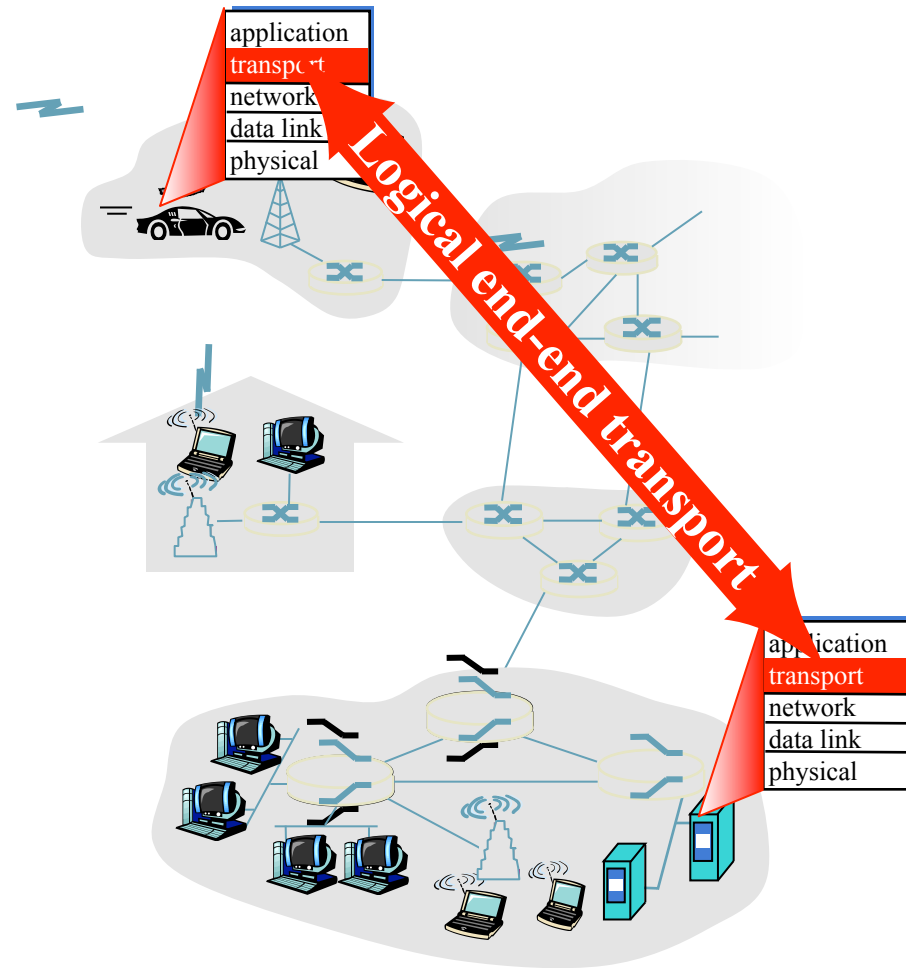 application
transport
network
data link
physical
Logical end-end transport
application
transport
network
data link
physical